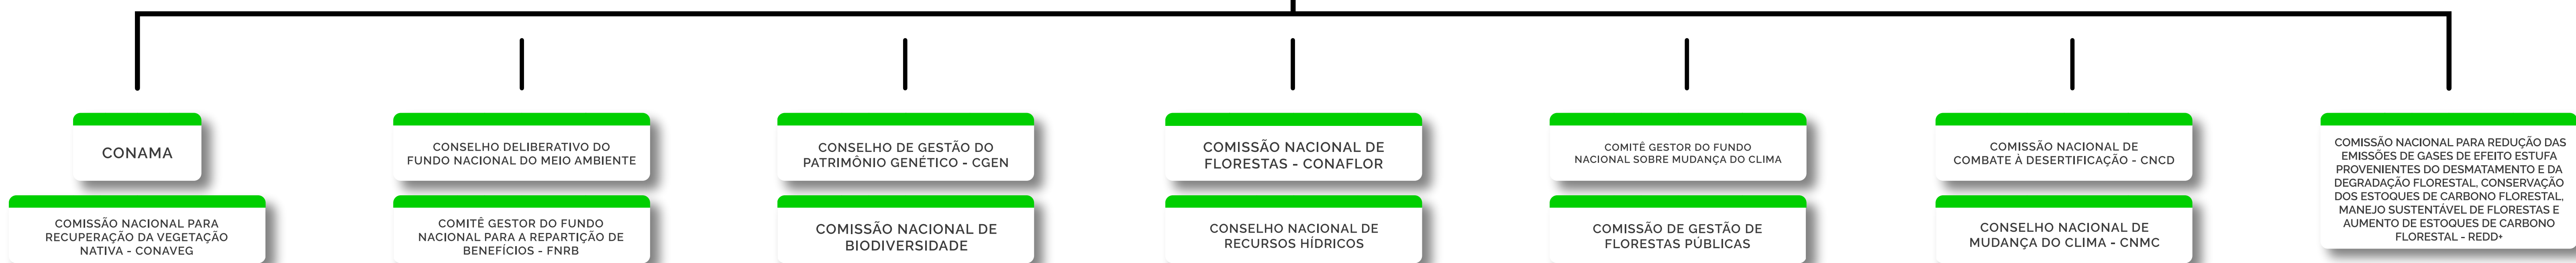 CONAMA
CONSELHO DELIBERATIVO DO
FUNDO NACIONAL DO MEIO AMBIENTE
CONSELHO DE GESTÃO DO
PATRIMÔNIO GENÉTICO - CGEN
COMISSÃO NACIONAL DE
FLORESTAS - CONAFLOR
COMITÊ GESTOR DO FUNDO
NACIONAL SOBRE MUDANÇA DO CLIMA
COMISSÃO NACIONAL DE
COMBATE À DESERTIFICAÇÃO - CNCD
COMISSÃO NACIONAL PARA REDUÇÃO DAS
EMISSÕES DE GASES DE EFEITO ESTUFA
PROVENIENTES DO DESMATAMENTO E DA
DEGRADAÇÃO FLORESTAL, CONSERVAÇÃO
DOS ESTOQUES DE CARBONO FLORESTAL,
MANEJO SUSTENTÁVEL DE FLORESTAS E
AUMENTO DE ESTOQUES DE CARBONO
FLORESTAL - REDD+
COMISSÃO NACIONAL PARA
RECUPERAÇÃO DA VEGETAÇÃO
NATIVA - CONAVEG
COMITÊ GESTOR DO FUNDO
NACIONAL PARA A REPARTIÇÃO DE
BENEFÍCIOS - FNRB
COMISSÃO NACIONAL DE
BIODIVERSIDADE
CONSELHO NACIONAL DE
RECURSOS HÍDRICOS
COMISSÃO DE GESTÃO DE
FLORESTAS PÚBLICAS
CONSELHO NACIONAL DE
MUDANÇA DO CLIMA - CNMC